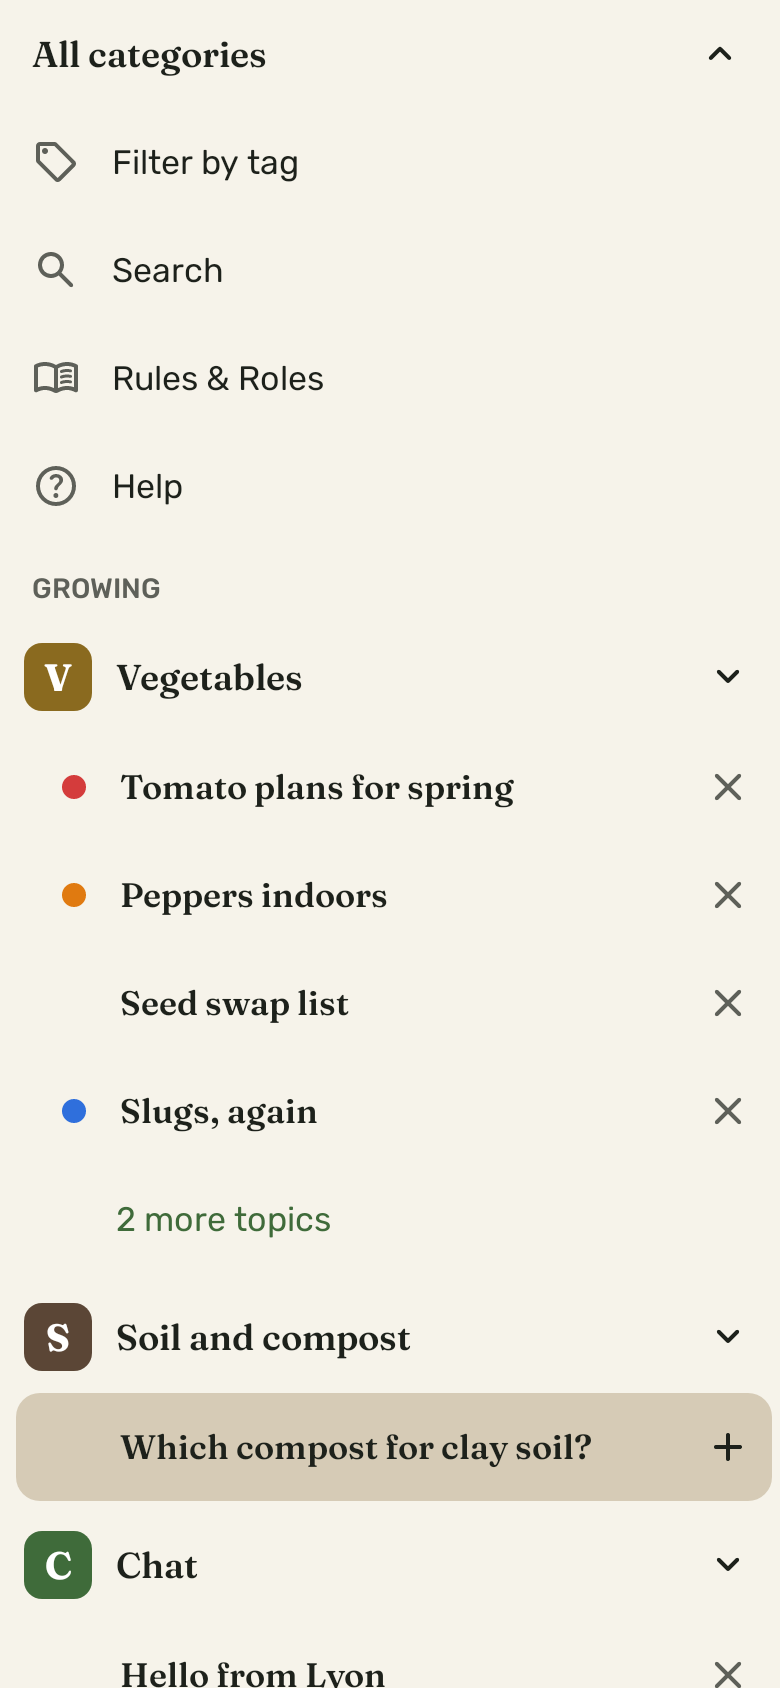 All categories
Filter by tag
Search
Rules & Roles
Help
GROWING
V Vegetables
Tomato plans for spring
Peppers indoors
Seed swap list
Slugs, again
2 more topics
S Soil and compost
Which compost for clay soil?
C Chat
Hello from Lyon